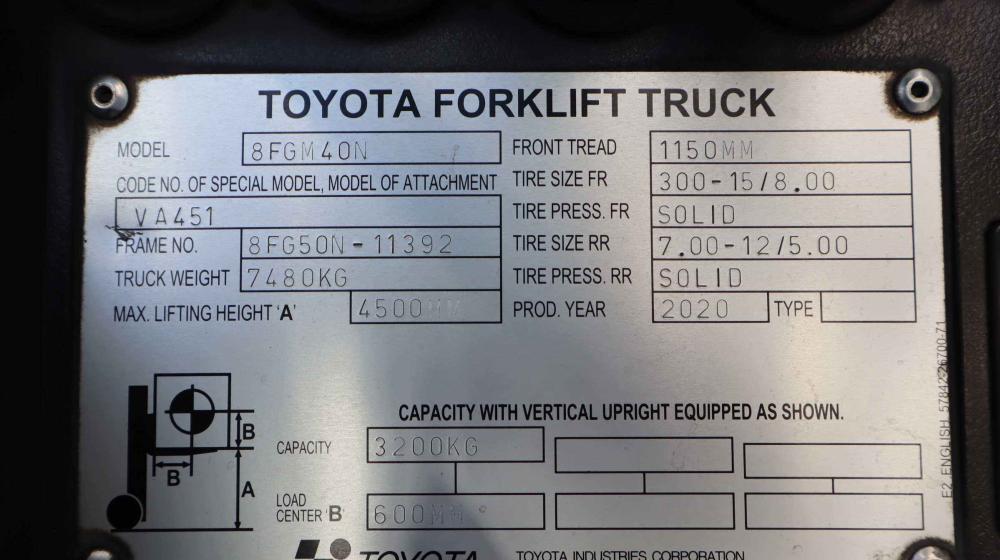 TOYOTA FORKLIFT TRUCK
MODEL 8FGM40N
CODE NO. OF SPECIAL MODEL, MODEL OF ATTACHMENT
VA451
FRAME NO. 8FG50N-11392
TRUCK WEIGHT 7480KG
MAX. LIFTING HEIGHT 'A' 4500MM
FRONT TREAD 1150MM
TIRE SIZE FR 300-15/8.00
TIRE PRESS. FR SOLID
TIRE SIZE RR 7.00-12/5.00
TIRE PRESS. RR SOLID
PROD. YEAR 2020 TYPE
B
B
A
CAPACITY WITH VERTICAL UPRIGHT EQUIPPED AS SHOWN.
CAPACITY 3200KG
LOAD
CENTER 'B' 600MM
TOYOTA TOYOTA INDUSTRIES CORPORATION
E2 ENGLISH